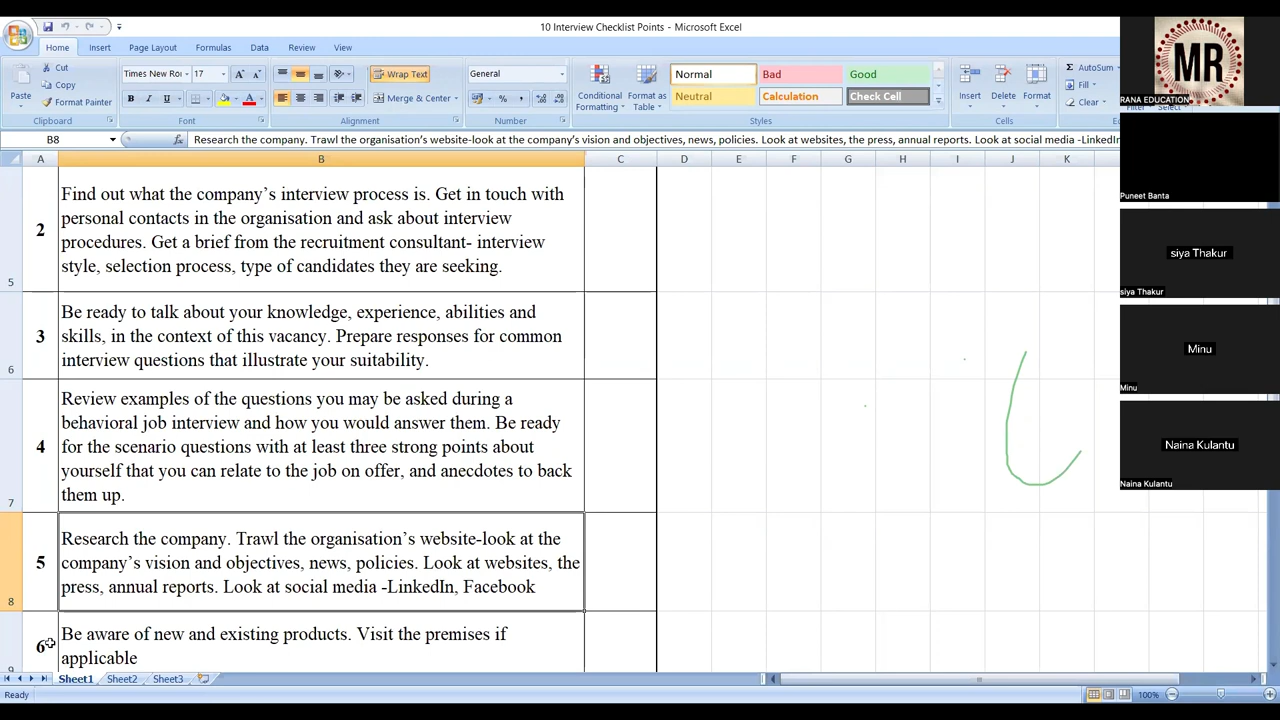 10 Interview Checklist Points - Microsoft Excel
Home Insert Page Layout Formulas Data Review View
Cut
Copy
Format Painter
Paste
Clipboard
Times New Ro 17
B I U
Font
Wrap Text
Merge & Center
Alignment
General
Number
Conditional Formatting
Format as Table
Normal Bad Good
Neutral Calculation Check Cell
Styles
Insert Delete Format
Cells
AutoSum
Fill
Clear
B8
fx Research the company. Trawl the organisation's website-look at the company's vision and objectives, news, policies. Look at websites, the press, annual reports. Look at social media -LinkedIn
A B C D E F G H I J K
5 2 Find out what the company's interview process is. Get in touch with
personal contacts in the organisation and ask about interview
procedures. Get a brief from the recruitment consultant- interview
style, selection process, type of candidates they are seeking.
6 3 Be ready to talk about your knowledge, experience, abilities and
skills, in the context of this vacancy. Prepare responses for common
interview questions that illustrate your suitability.
7 4 Review examples of the questions you may be asked during a
behavioral job interview and how you would answer them. Be ready
for the scenario questions with at least three strong points about
yourself that you can relate to the job on offer, and anecdotes to back
them up.
8 5 Research the company. Trawl the organisation's website-look at the
company's vision and objectives, news, policies. Look at websites, the
press, annual reports. Look at social media -LinkedIn, Facebook
9 6 Be aware of new and existing products. Visit the premises if
applicable
Sheet1 Sheet2 Sheet3
Ready
100%
MR
RANA EDUCATION
Puneet Banta
siya Thakur
siya Thakur
Minu
Minu
Naina Kulantu
Naina Kulantu